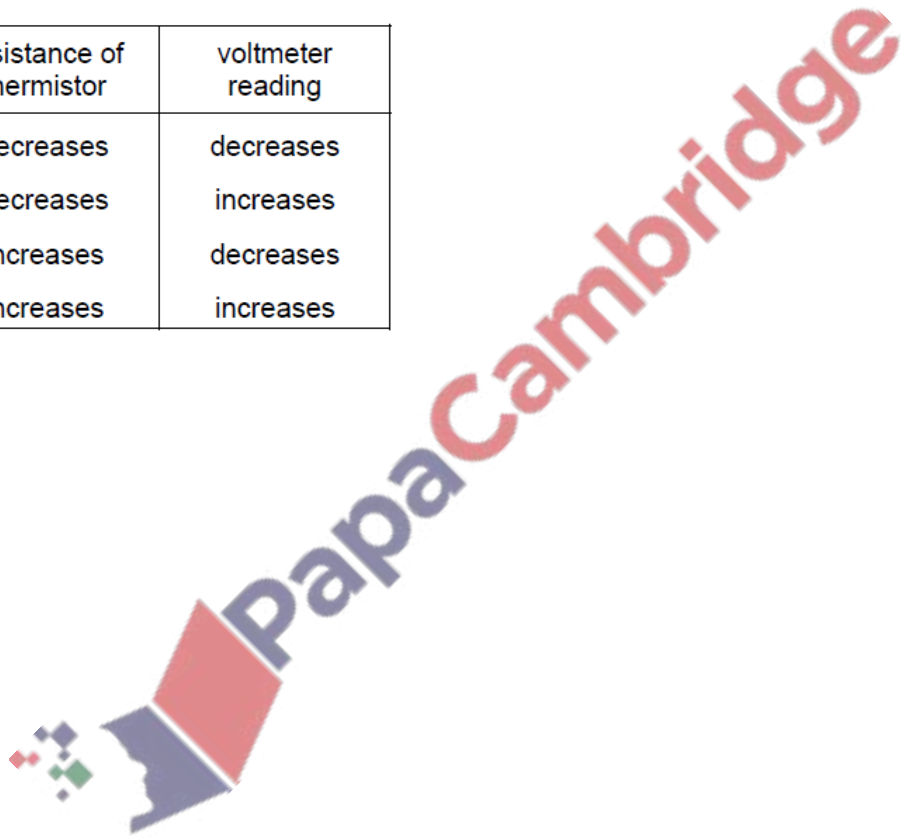 sistance of
hermistor
voltmeter
reading
ecreases
decreases
ecreases
increases
ncreases
decreases
ncreases
increases
PapaCambridge